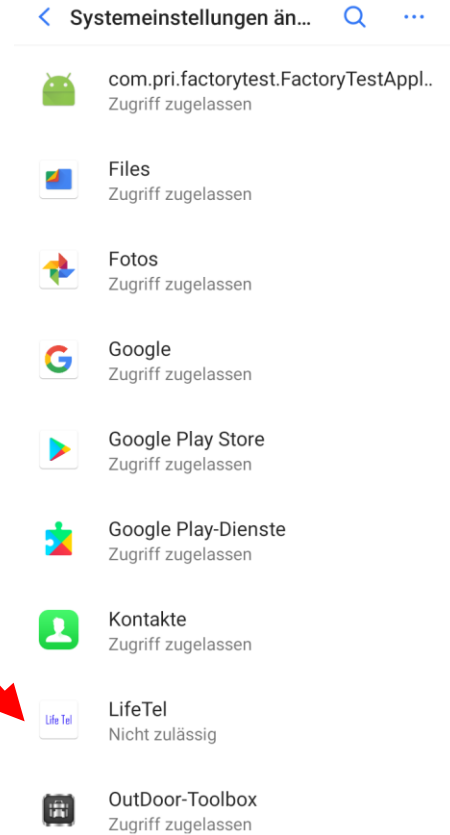 Systemeinstellungen än...
com.pri.factorytest.FactoryTestAppl..
Zugriff zugelassen
Files
Zugriff zugelassen
Fotos
Zugriff zugelassen
Google
Zugriff zugelassen
Google Play Store
Zugriff zugelassen
Google Play-Dienste
Zugriff zugelassen
Kontakte
Zugriff zugelassen
Life Tel
LifeTel
Nicht zulässig
OutDoor-Toolbox
Zugriff zugelassen